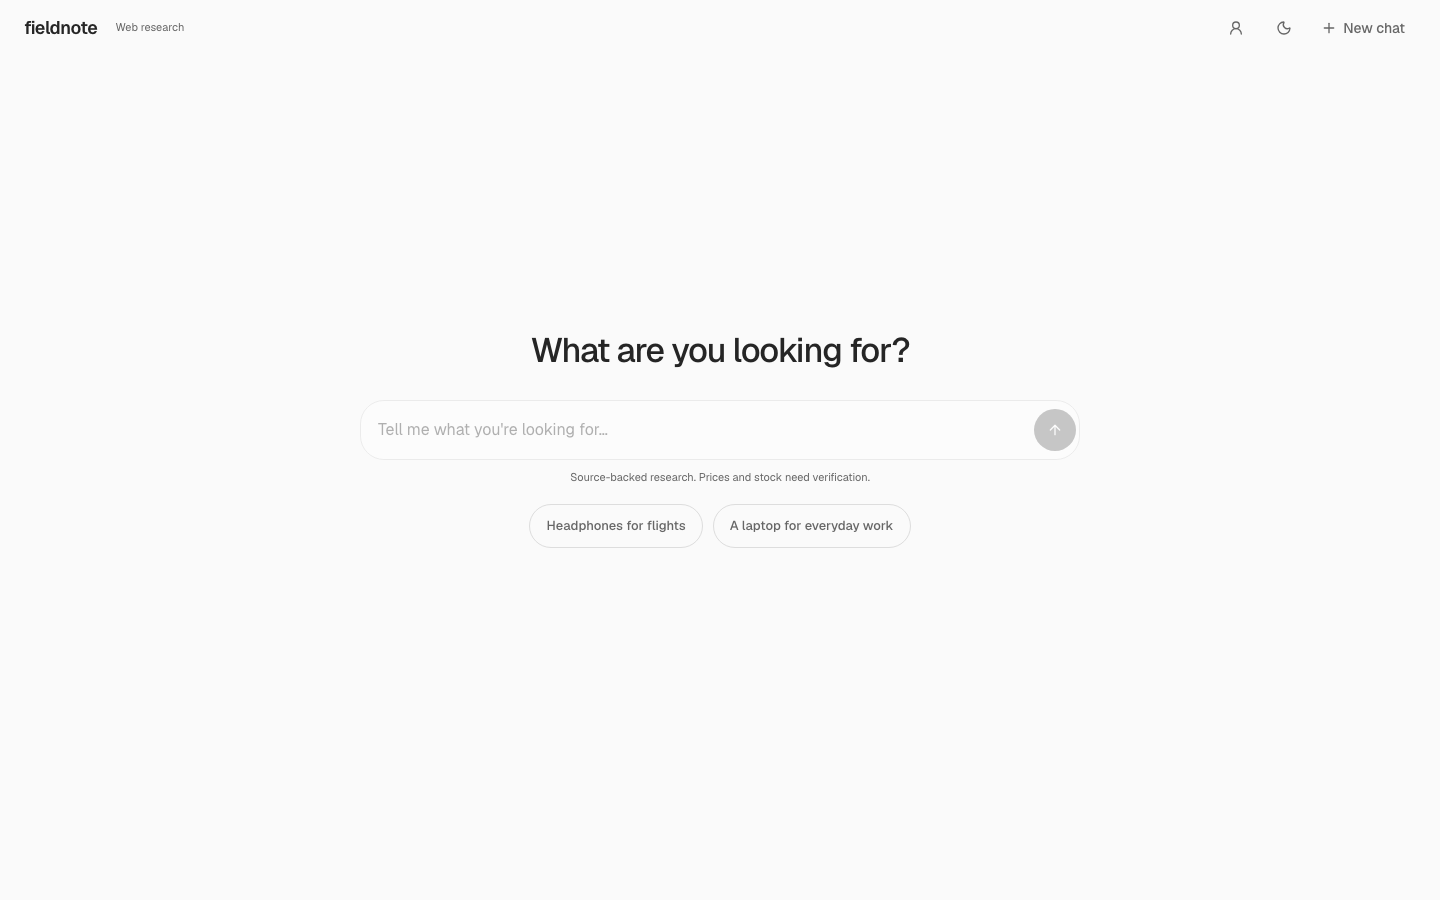 fieldnote Web research New chat
What are you looking for?
Tell me what you're looking for...
Source-backed research. Prices and stock need verification.
Headphones for flights A laptop for everyday work